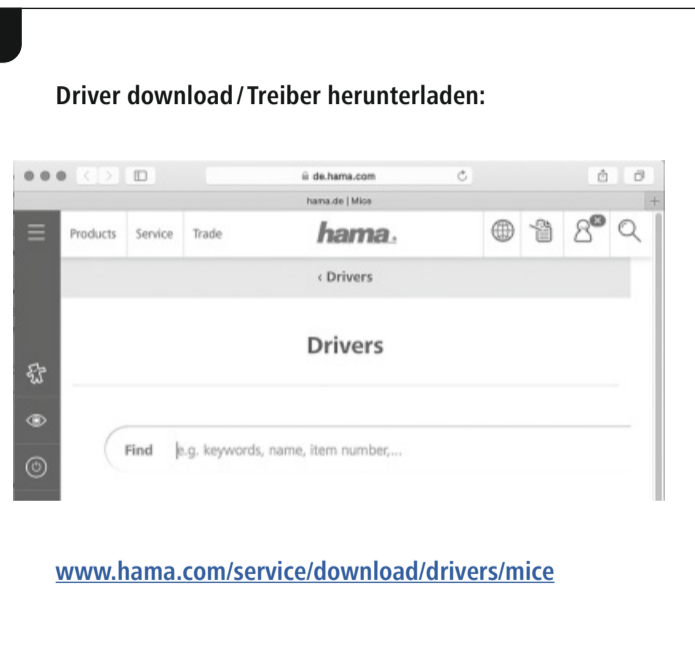 Driver download / Treiber herunterladen:
de.hama.com
hama.de | Mice
Products Service Trade hama.
‹ Drivers
Drivers
Find e.g. keywords, name, item number,...
www.hama.com/service/download/drivers/mice